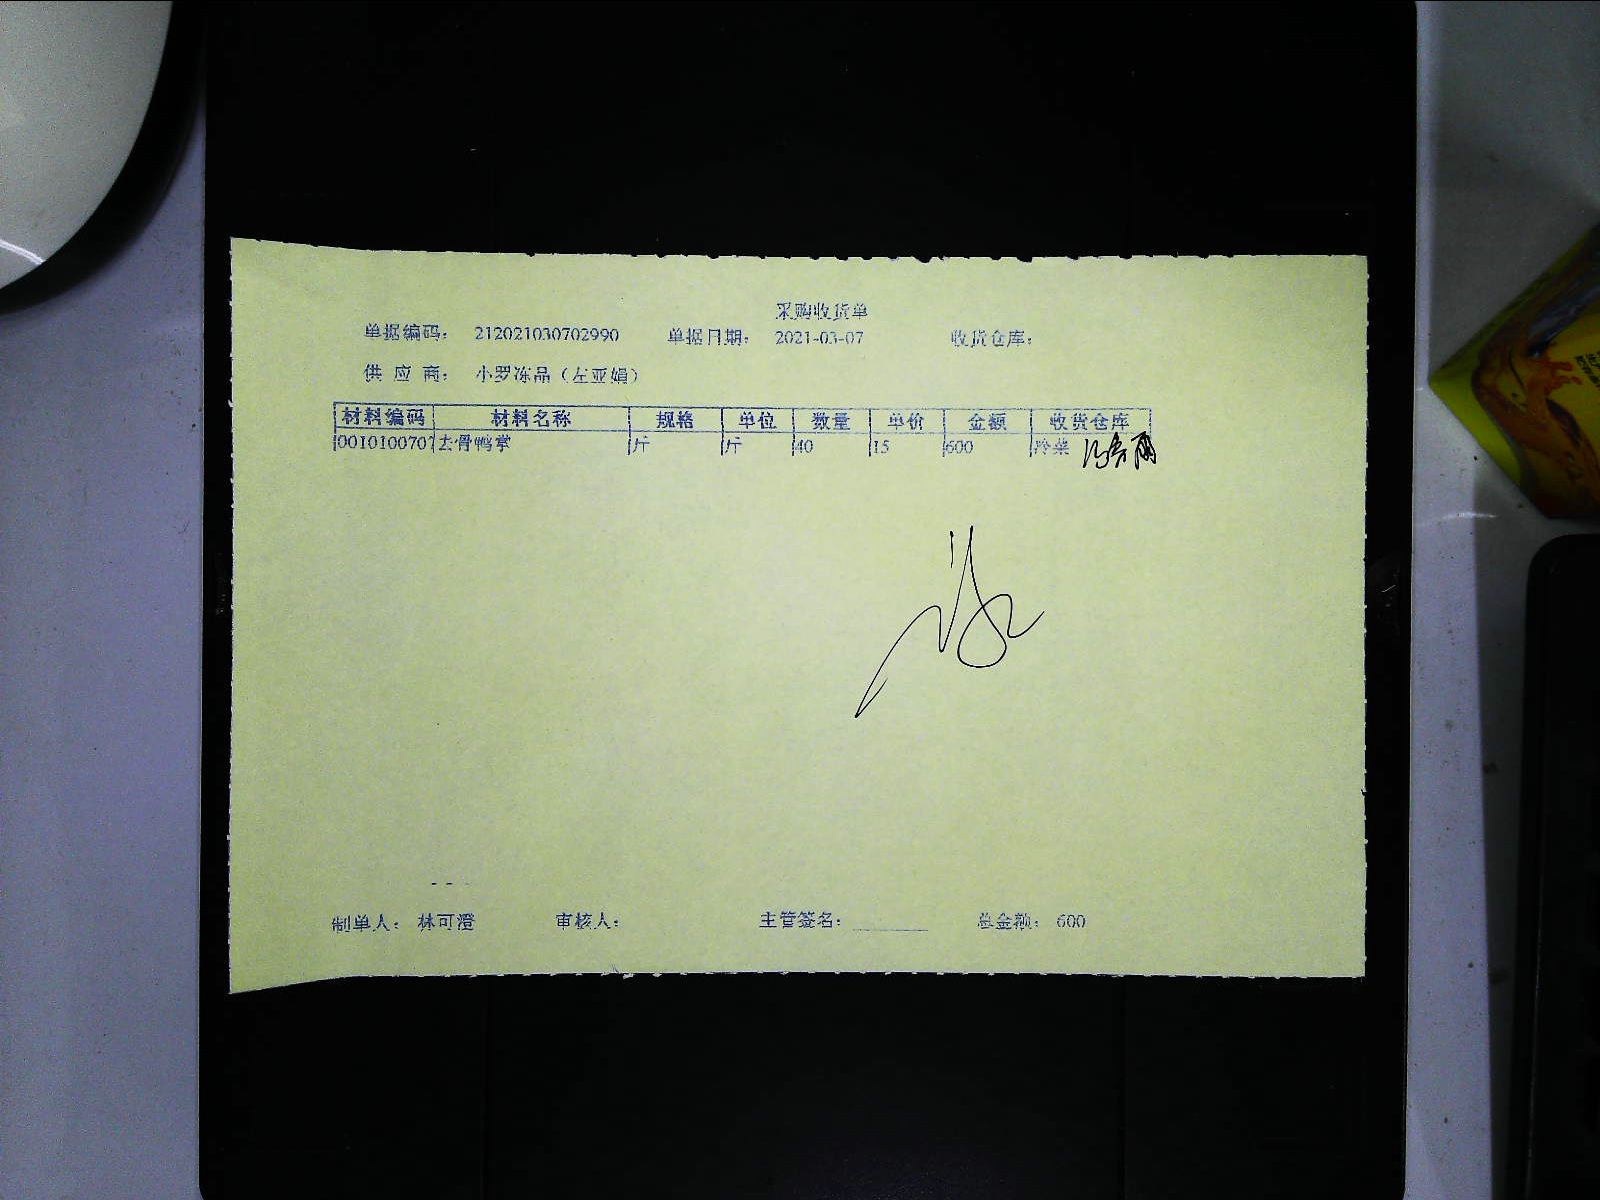 采购收货单
单据编码： 212021030702990 单据日期： 2021-03-07 收货仓库：
供 应 商： 小罗冻品（左亚娟）
材料编码 材料名称 规格 单位 数量 单价 金额 收货仓库
0010100707 去骨鸭掌 斤 斤 40 15 600 冷菜
制单人： 林可澄 审核人： 主管签名： 总金额： 600